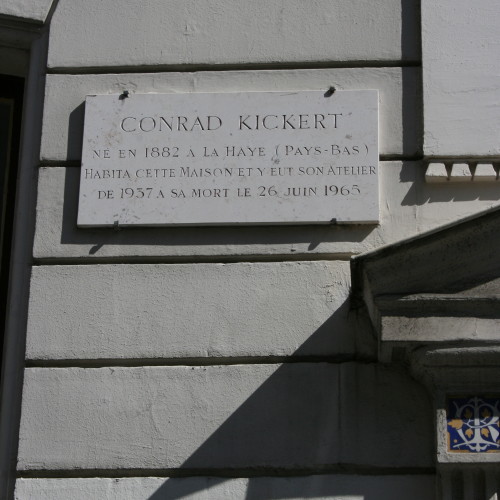 CONRAD KICKERT
NÉ EN 1882 A LA HAYE (PAYS-BAS)
HABITA CETTE MAISON ET Y EUT SON ATELIER
DE 1937 A SA MORT LE 26 JUIN 1965